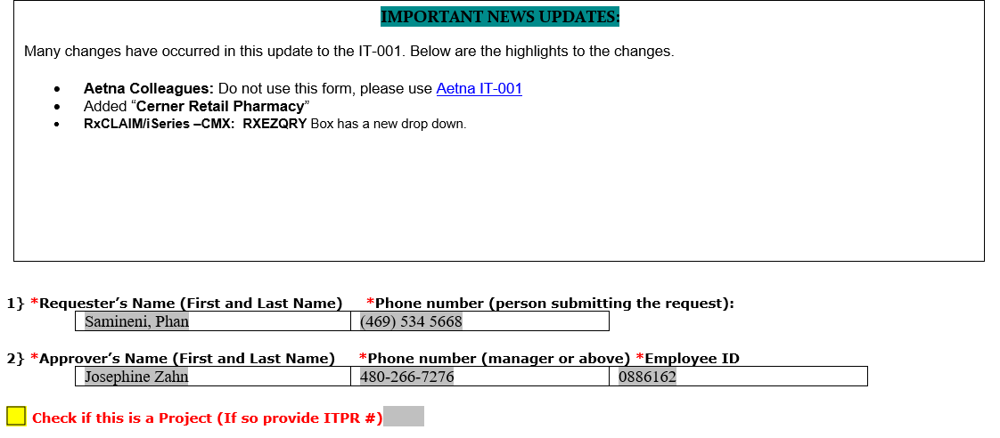 IMPORTANT NEWS UPDATES:
Many changes have occurred in this update to the IT-001. Below are the highlights to the changes.
• Aetna Colleagues: Do not use this form, please use Aetna IT-001
• Added “Cerner Retail Pharmacy”
• RxCLAIM/iSeries –CMX: RXEZQRY Box has a new drop down.
1} *Requester’s Name (First and Last Name) *Phone number (person submitting the request):
Samineni, Phan (469) 534 5668
2} *Approver’s Name (First and Last Name) *Phone number (manager or above) *Employee ID
Josephine Zahn 480-266-7276 0886162
Check if this is a Project (If so provide ITPR #)